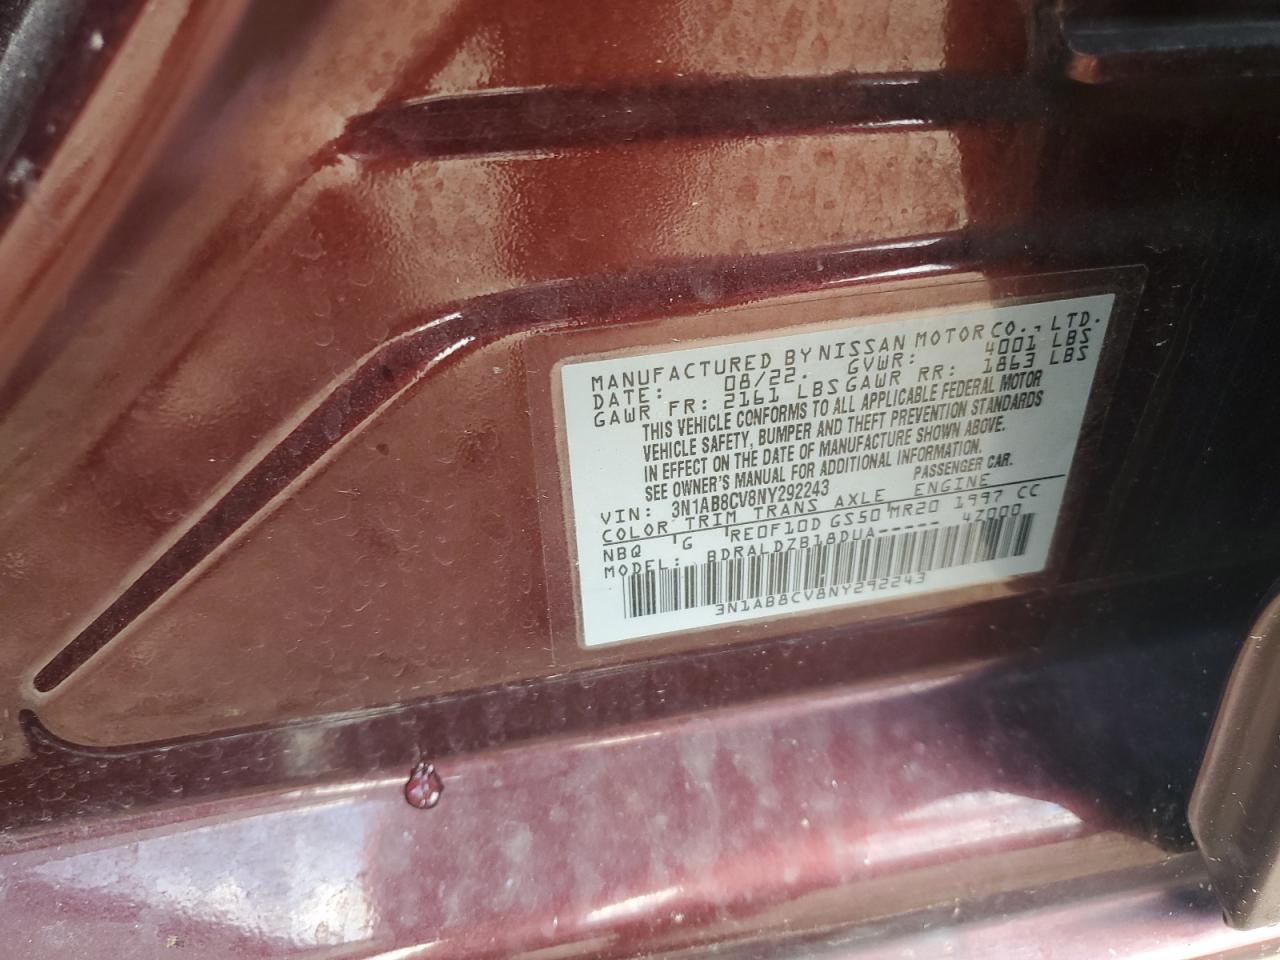 MANUFACTURED BY NISSAN MOTOR CO., LTD.
DATE: 08/22. GVWR: 4001 LBS
GAWR FR: 2161 LBS GAWR RR: 1863 LBS
THIS VEHICLE CONFORMS TO ALL APPLICABLE FEDERAL MOTOR
VEHICLE SAFETY, BUMPER AND THEFT PREVENTION STANDARDS
IN EFFECT ON THE DATE OF MANUFACTURE SHOWN ABOVE.
SEE OWNER'S MANUAL FOR ADDITIONAL INFORMATION.
VIN: 3N1AB8CV8NY292243 PASSENGER CAR.
COLOR TRIM TRANS AXLE ENGINE
NBQ G RE0F10D GS50 MR20 1997 CC
MODEL: BDRALDZB18DUA----- 47000
3N1AB8CV8NY292243